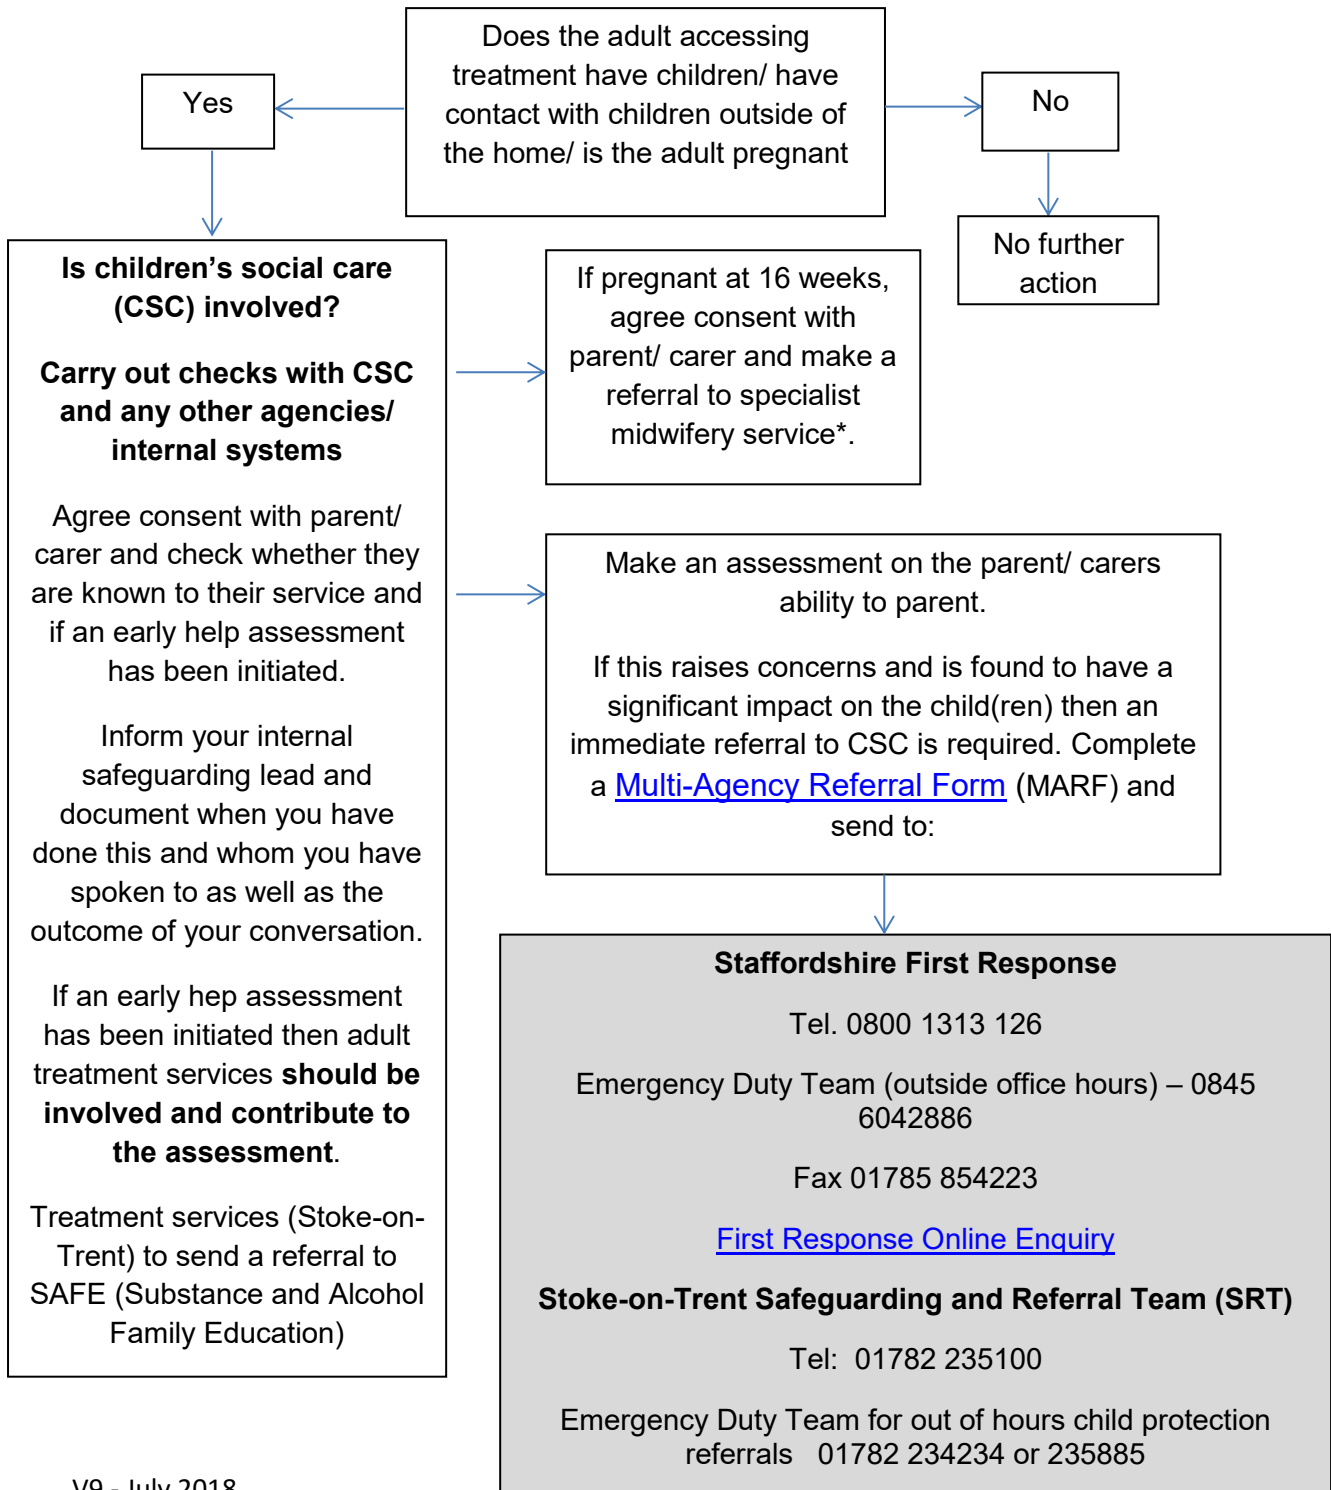 Does the adult accessing
treatment have children/ have
contact with children outside of
the home/ is the adult pregnant
Yes
No
No further
action
Is children’s social care
(CSC) involved?
Carry out checks with CSC
and any other agencies/
internal systems
Agree consent with parent/
carer and check whether they
are known to their service and
if an early help assessment
has been initiated.
Inform your internal
safeguarding lead and
document when you have
done this and whom you have
spoken to as well as the
outcome of your conversation.
If an early hep assessment
has been initiated then adult
treatment services should be
involved and contribute to
the assessment.
Treatment services (Stoke-on-
Trent) to send a referral to
SAFE (Substance and Alcohol
Family Education)
If pregnant at 16 weeks,
agree consent with
parent/ carer and make a
referral to specialist
midwifery service*.
Make an assessment on the parent/ carers
ability to parent.
If this raises concerns and is found to have a
significant impact on the child(ren) then an
immediate referral to CSC is required. Complete
a Multi-Agency Referral Form (MARF) and
send to:
Staffordshire First Response
Tel. 0800 1313 126
Emergency Duty Team (outside office hours) – 0845
6042886
Fax 01785 854223
First Response Online Enquiry
Stoke-on-Trent Safeguarding and Referral Team (SRT)
Tel: 01782 235100
Emergency Duty Team for out of hours child protection
referrals 01782 234234 or 235885
V9 - July 2018